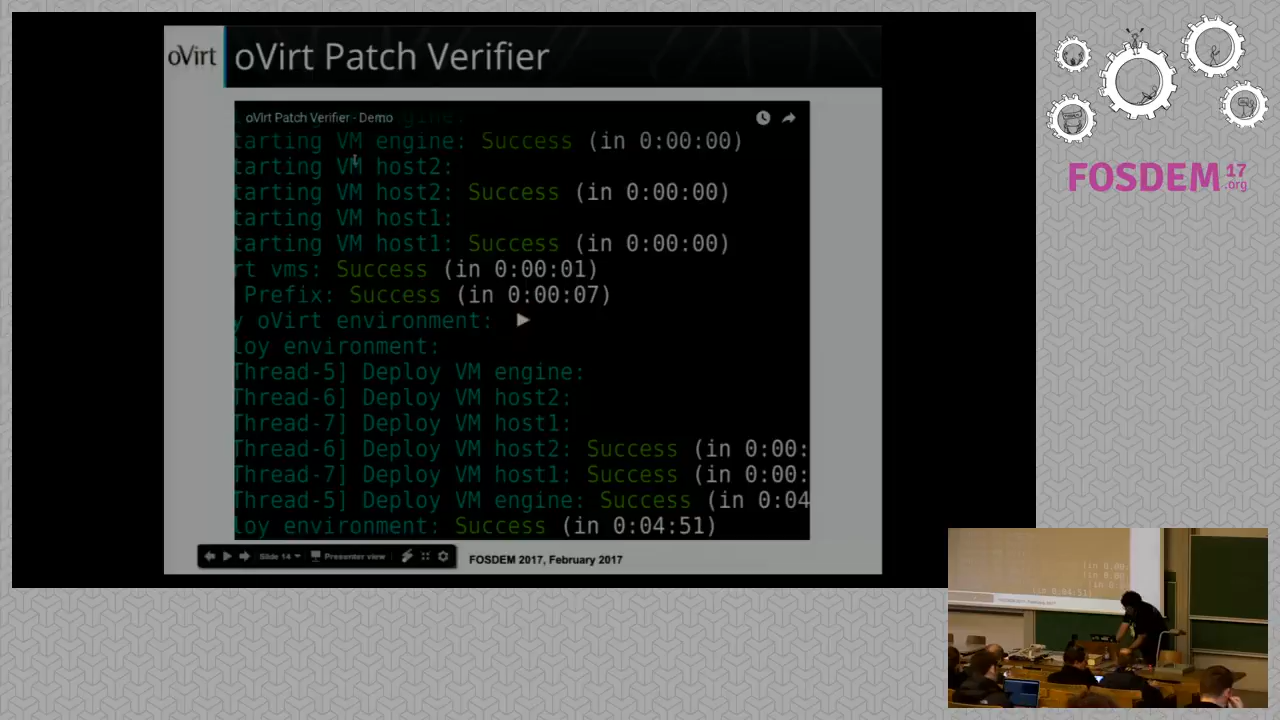 oVirt
oVirt Patch Verifier
oVirt Patch Verifier - Demo
tarting VM engine: Success (in 0:00:00)
tarting VM host2:
tarting VM host2: Success (in 0:00:00)
tarting VM host1:
tarting VM host1: Success (in 0:00:00)
rt vms: Success (in 0:00:01)
Prefix: Success (in 0:00:07)
y oVirt environment:
loy environment:
Thread-5] Deploy VM engine:
Thread-6] Deploy VM host2:
Thread-7] Deploy VM host1:
Thread-6] Deploy VM host2: Success (in 0:00:
Thread-7] Deploy VM host1: Success (in 0:00:
Thread-5] Deploy VM engine: Success (in 0:04
loy environment: Success (in 0:04:51)
Slide 14
Presenter view
FOSDEM 2017, February 2017
FOSDEM 17
.org